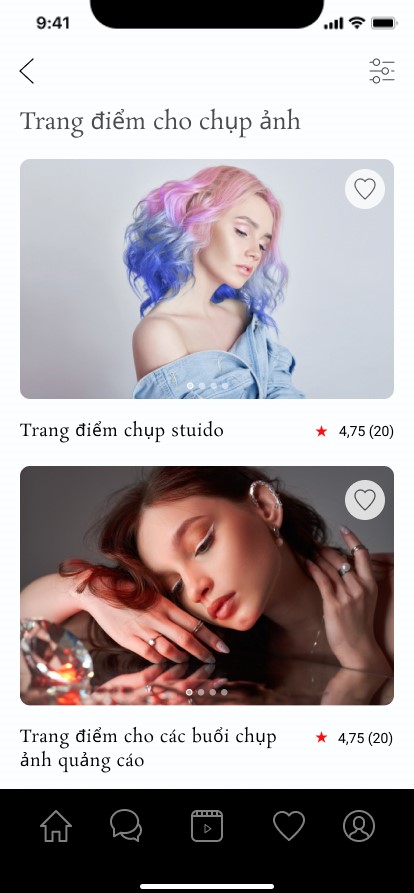 9:41
Trang điểm cho chụp ảnh
Trang điểm chụp stuido
4,75 (20)
Trang điểm cho các buổi chụp
ảnh quảng cáo
4,75 (20)